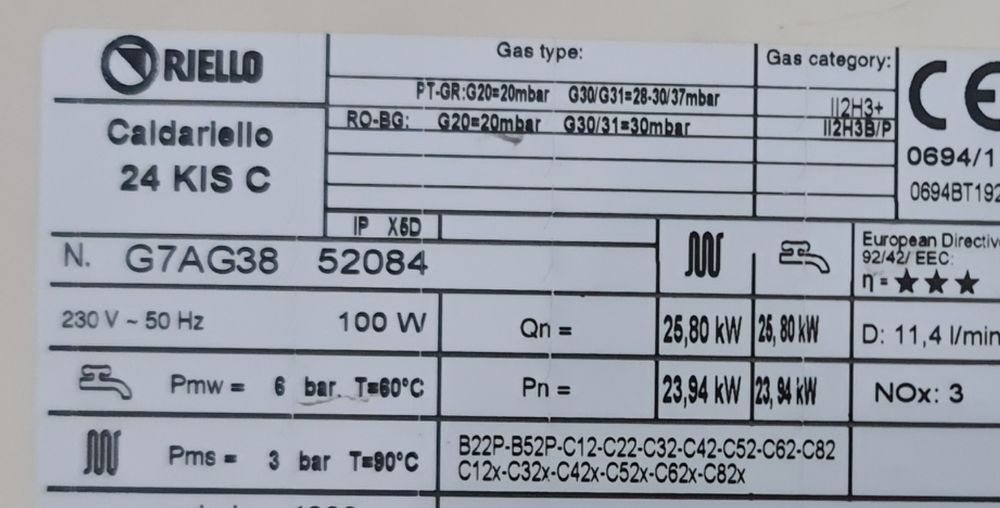 RIELLO
Caldariello
24 KIS C
Gas type:
Gas category:
PT-GR:G20=20mbar G30/G31=28-30/37mbar
II2H3+
RO-BG: G20=20mbar G30/31=30mbar
II2H3B/P
CE
0694/1
0694BT192
IP X5D
N. G7AG38 52084
European Directive
92/42/ EEC:
η = ★★★
230 V ~ 50 Hz 100 W
Qn = 25,80 kW 25,80 kW
D: 11,4 l/min
Pmw = 6 bar. T=60°C
Pn = 23,94 kW 23,94 kW
NOx: 3
Pms = 3 bar T=90°C
B22P-B52P-C12-C22-C32-C42-C52-C62-C82
C12x-C32x-C42x-C52x-C62x-C82x